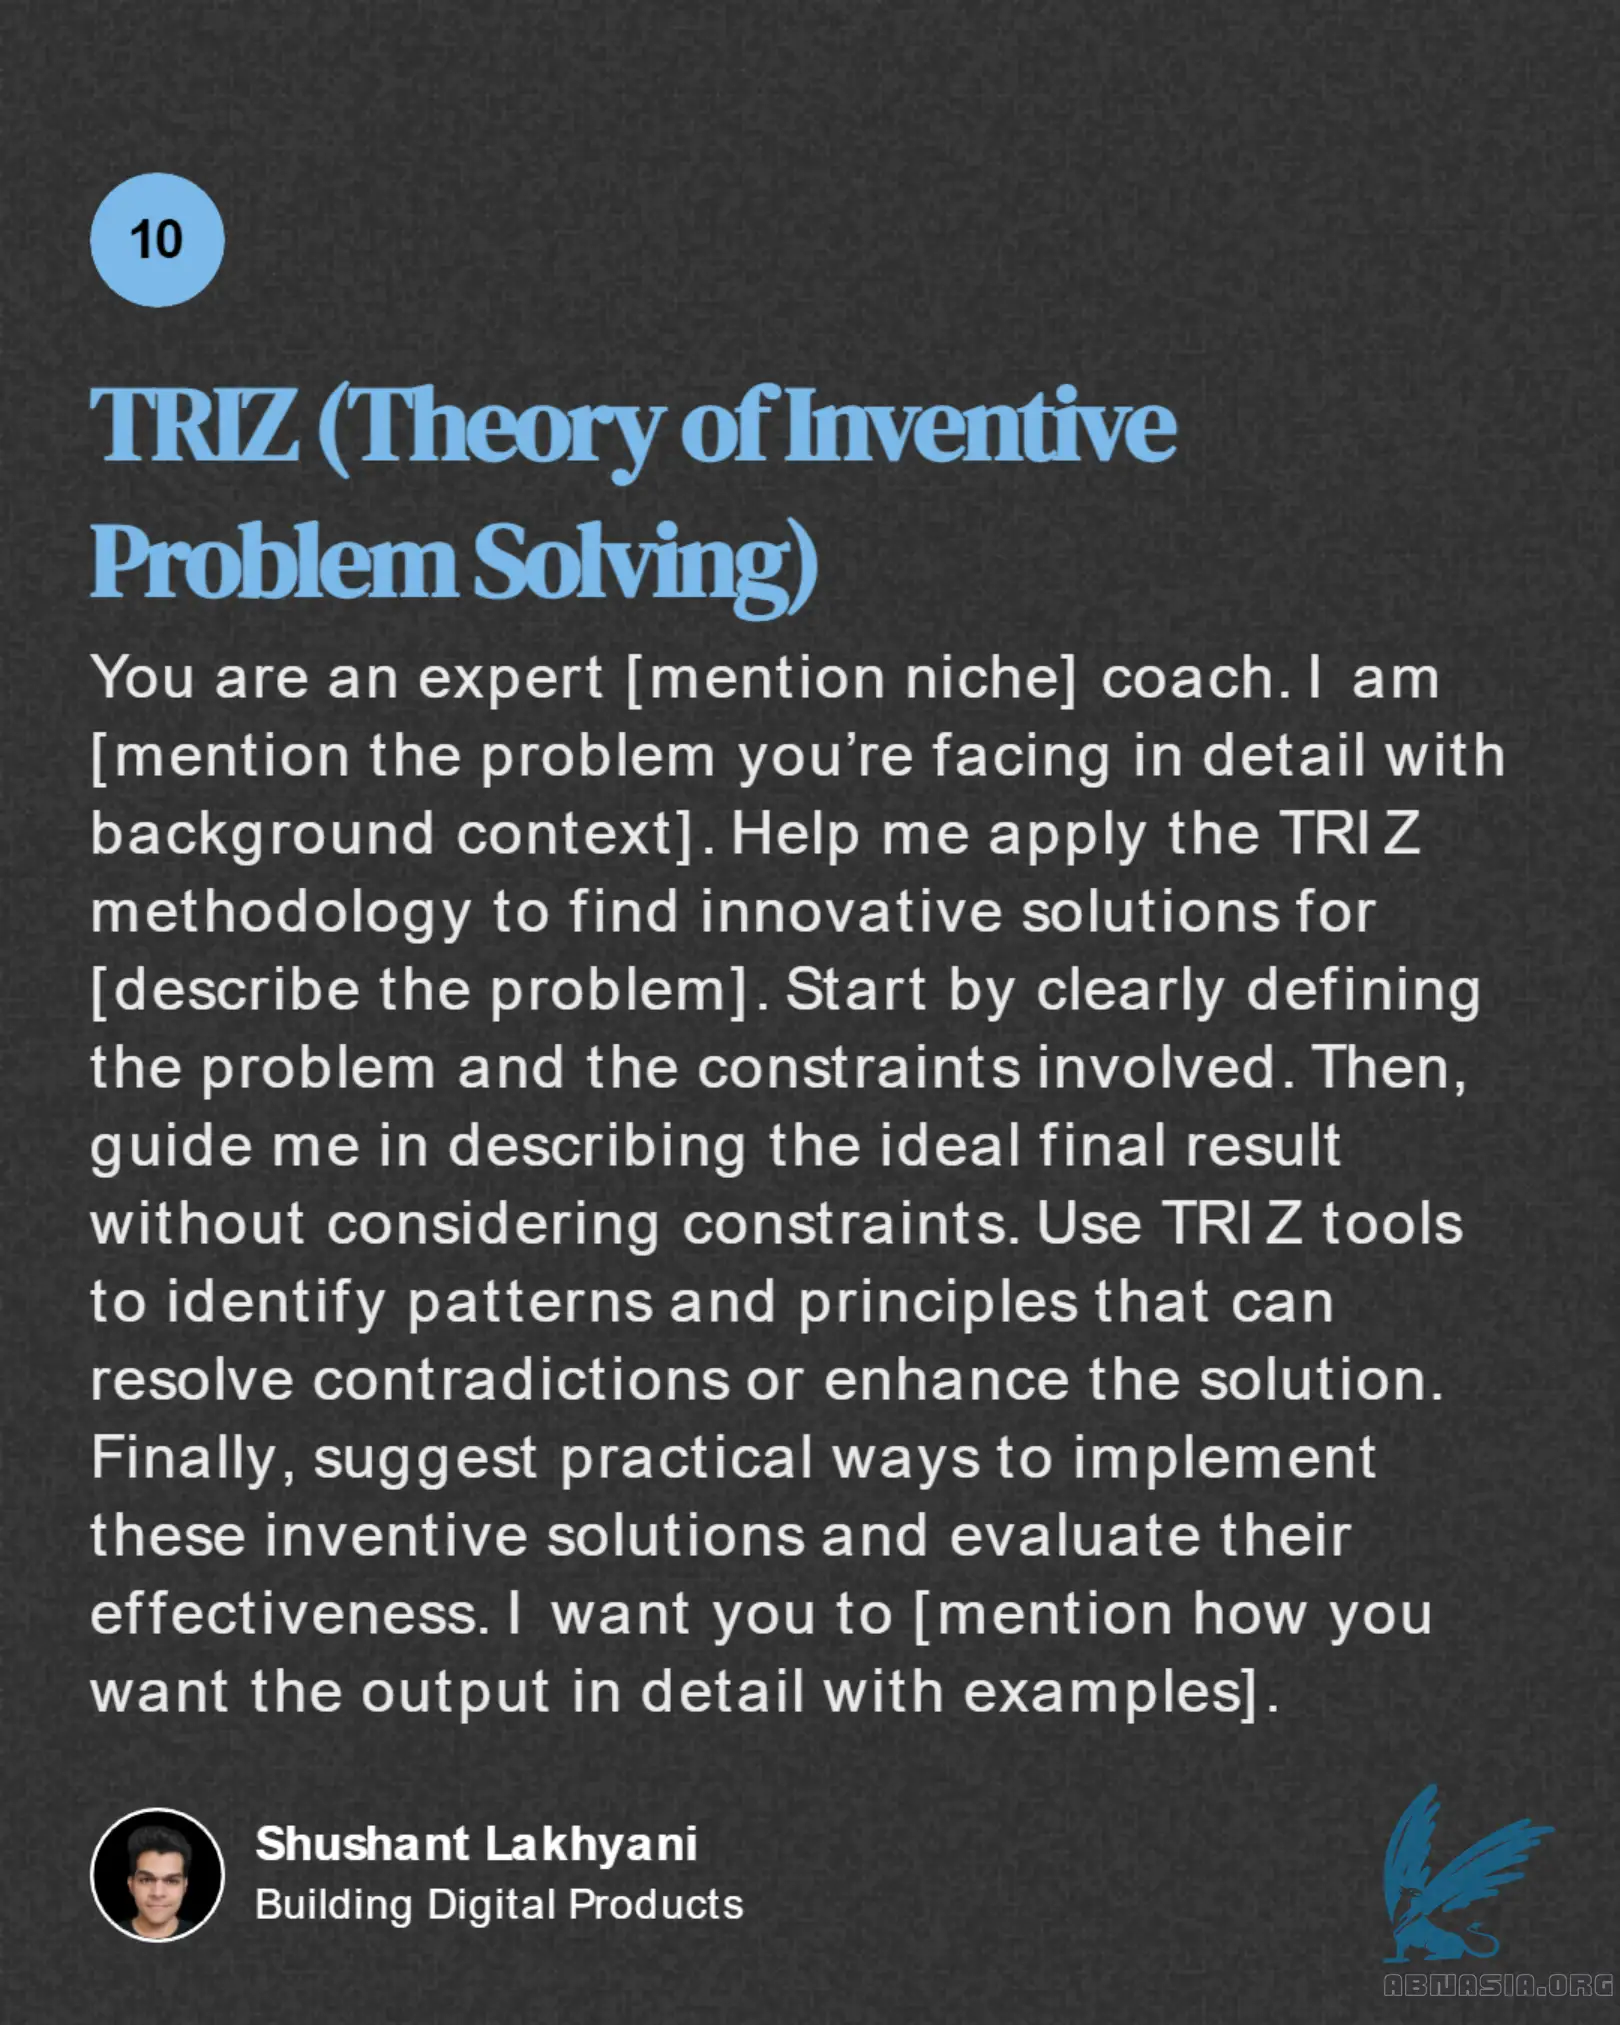 10
TRIZ (Theory of Inventive
Problem Solving)
You are an expert [mention niche] coach. I am
[mention the problem you’re facing in detail with
background context]. Help me apply the TRIZ
methodology to find innovative solutions for
[describe the problem]. Start by clearly defining
the problem and the constraints involved. Then,
guide me in describing the ideal final result
without considering constraints. Use TRIZ tools
to identify patterns and principles that can
resolve contradictions or enhance the solution.
Finally, suggest practical ways to implement
these inventive solutions and evaluate their
effectiveness. I want you to [mention how you
want the output in detail with examples].
Shushant Lakhyani
Building Digital Products
ABNASIA.ORG